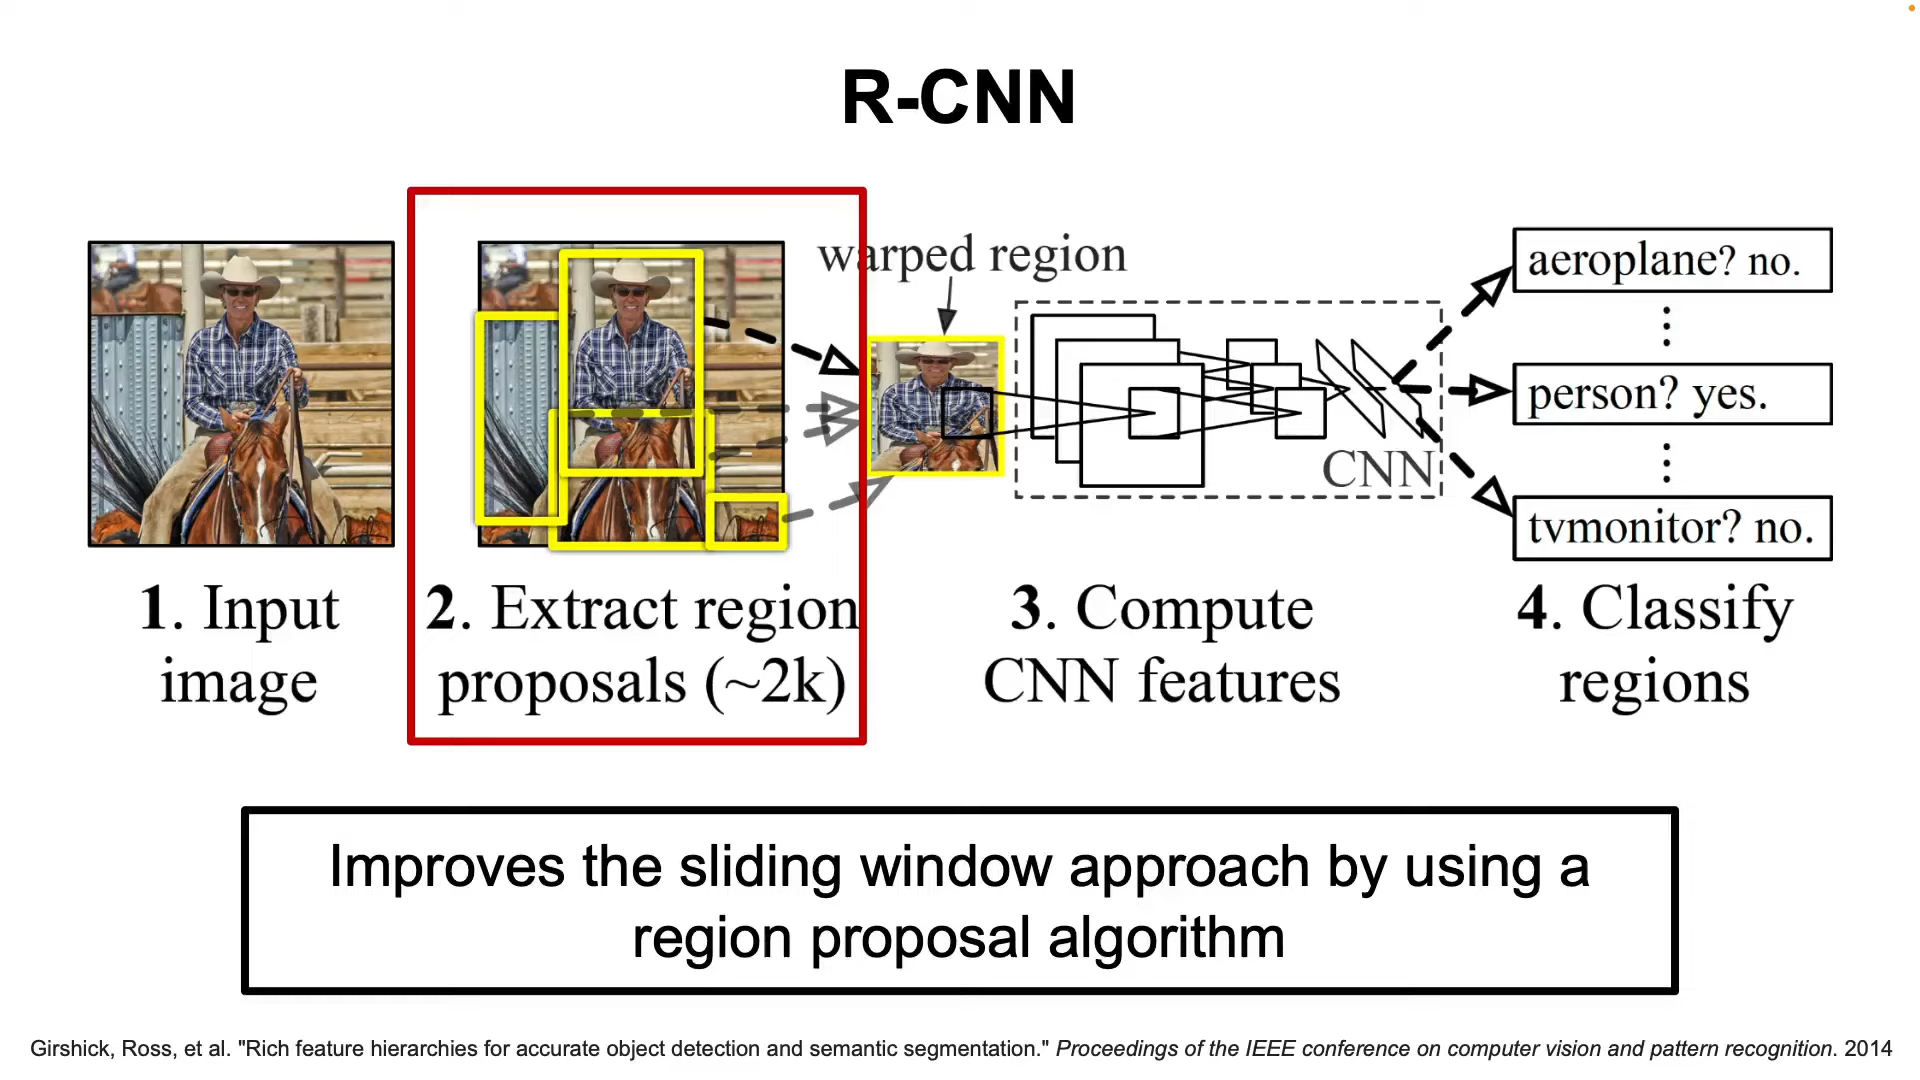 R-CNN
warped region
aeroplane? no.
person? yes.
CNN
tvmonitor? no.
1. Input
image
2. Extract region
proposals (~2k)
3. Compute
CNN features
4. Classify
regions
Improves the sliding window approach by using a
region proposal algorithm
Girshick, Ross, et al. "Rich feature hierarchies for accurate object detection and semantic segmentation." Proceedings of the IEEE conference on computer vision and pattern recognition. 2014